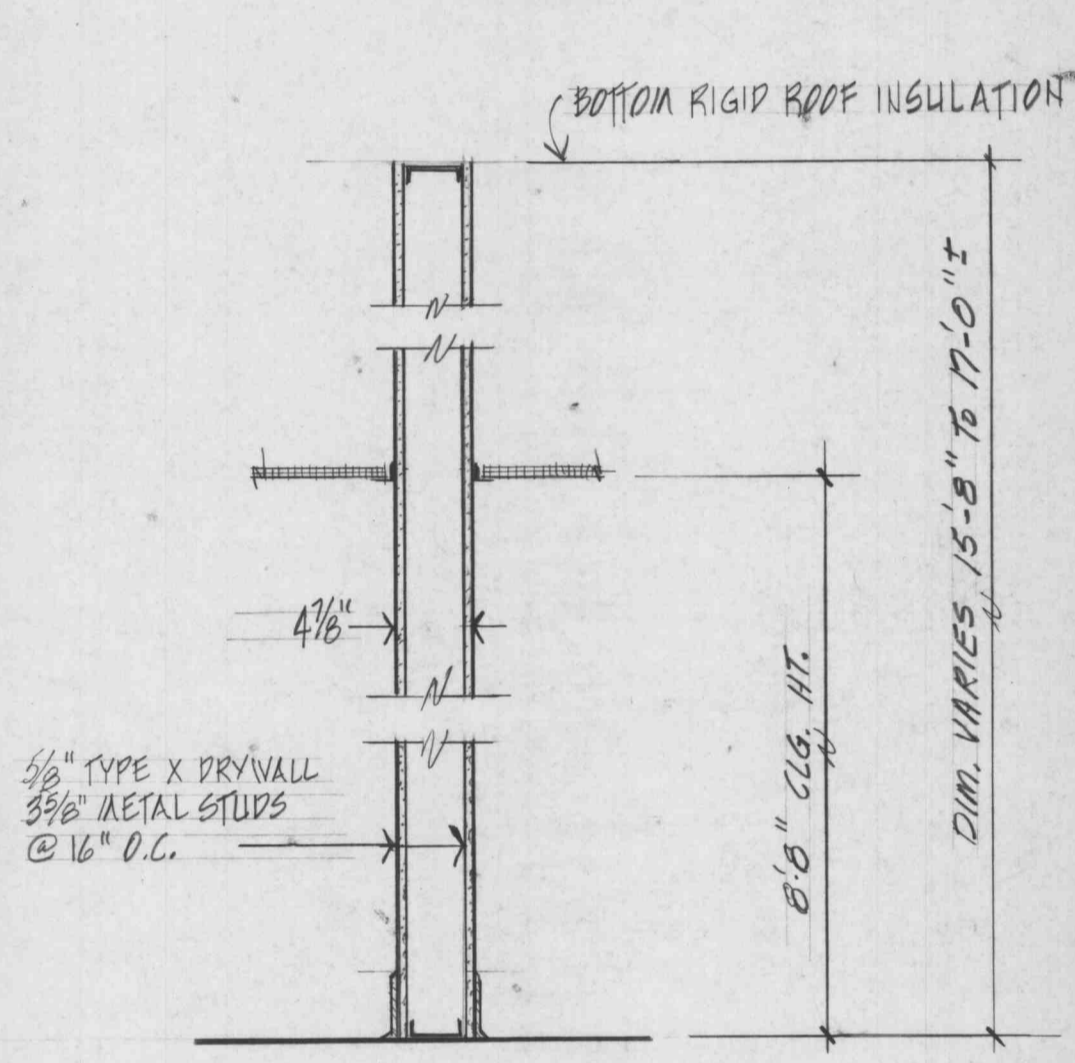 BOTTOM RIGID ROOF INSULATION
DIM. VARIES 15'-8" TO 17'-0" ±
4 7/8"
8'-8" CLG. HT.
5/8" TYPE X DRYWALL
3 5/8" METAL STUDS
@ 16" O.C.